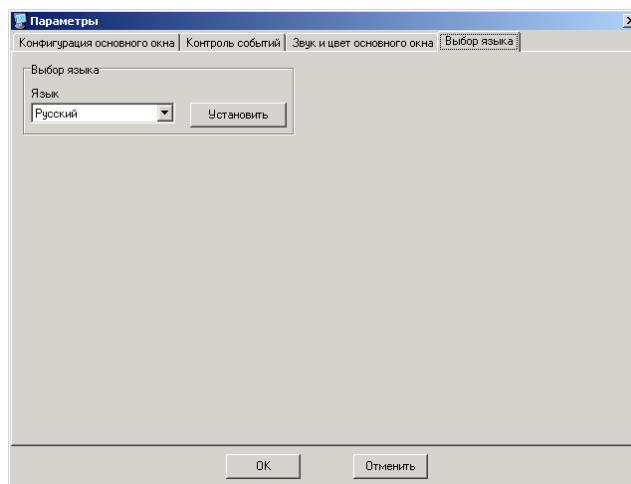 Параметры
Конфигурация основного окна Контроль событий Звук и цвет основного окна Выбор языка
Выбор языка
Язык
Русский Установить
OK Отменить